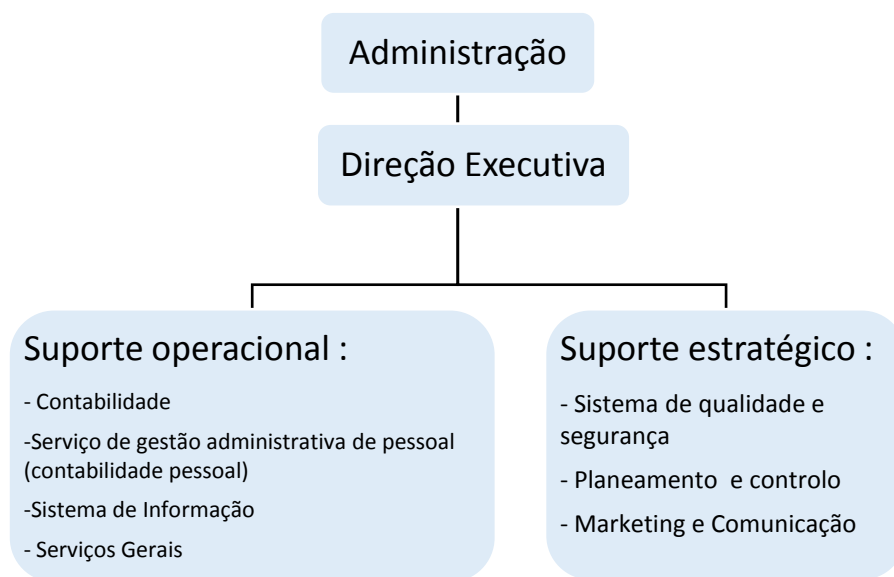 Administração
Direção Executiva
Suporte operacional :
- Contabilidade
-Serviço de gestão administrativa de pessoal
(contabilidade pessoal)
-Sistema de Informação
- Serviços Gerais
Suporte estratégico :
- Sistema de qualidade e
segurança
- Planeamento e controlo
- Marketing e Comunicação